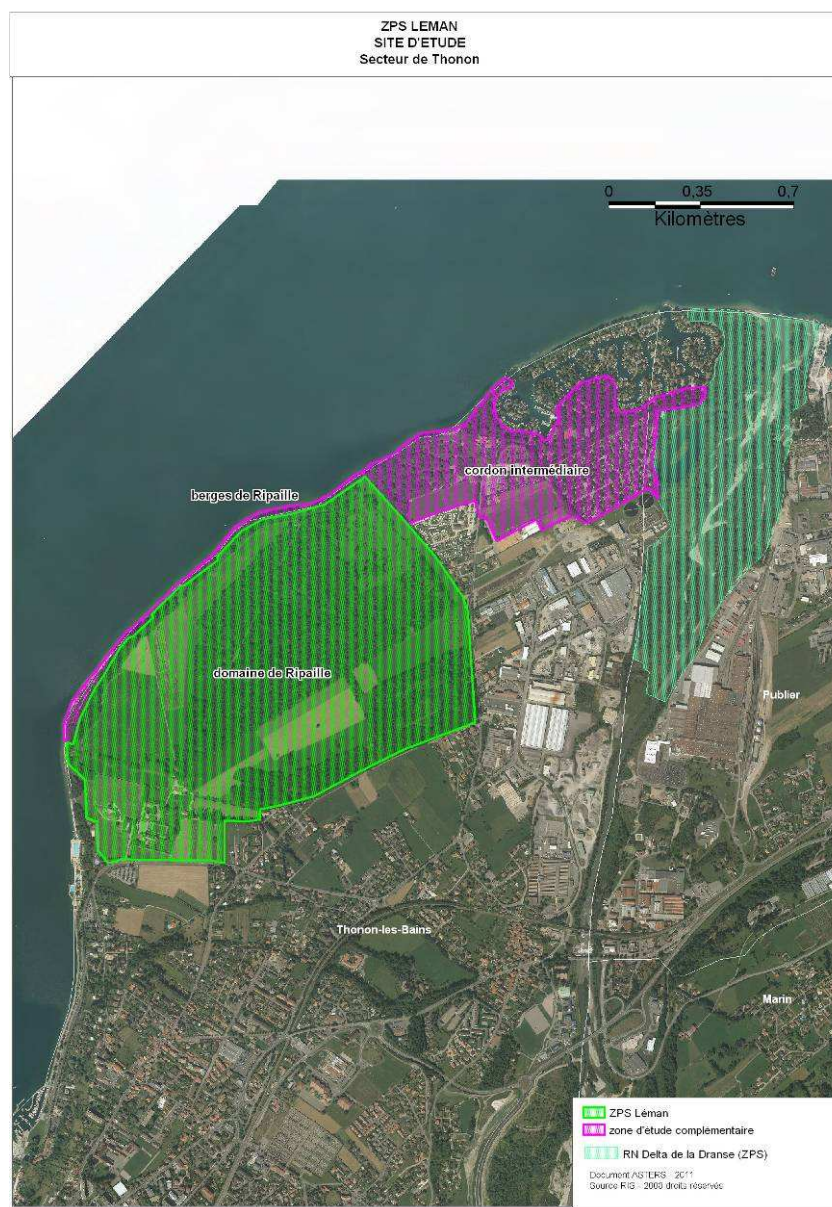 ZPS LEMAN
SITE D'ETUDE
Secteur de Thonon
0 0,35 0,7
Kilomètres
cordon intermédiaire
berges de Ripaille
domaine de Ripaille
Publier
Thonon-les-Bains
Marin
ZPS Léman
zone d'étude complémentaire
RN Delta de la Dranse (ZPS)
Document ASTERS - 2011
Source RIS - 2008 droits réservés